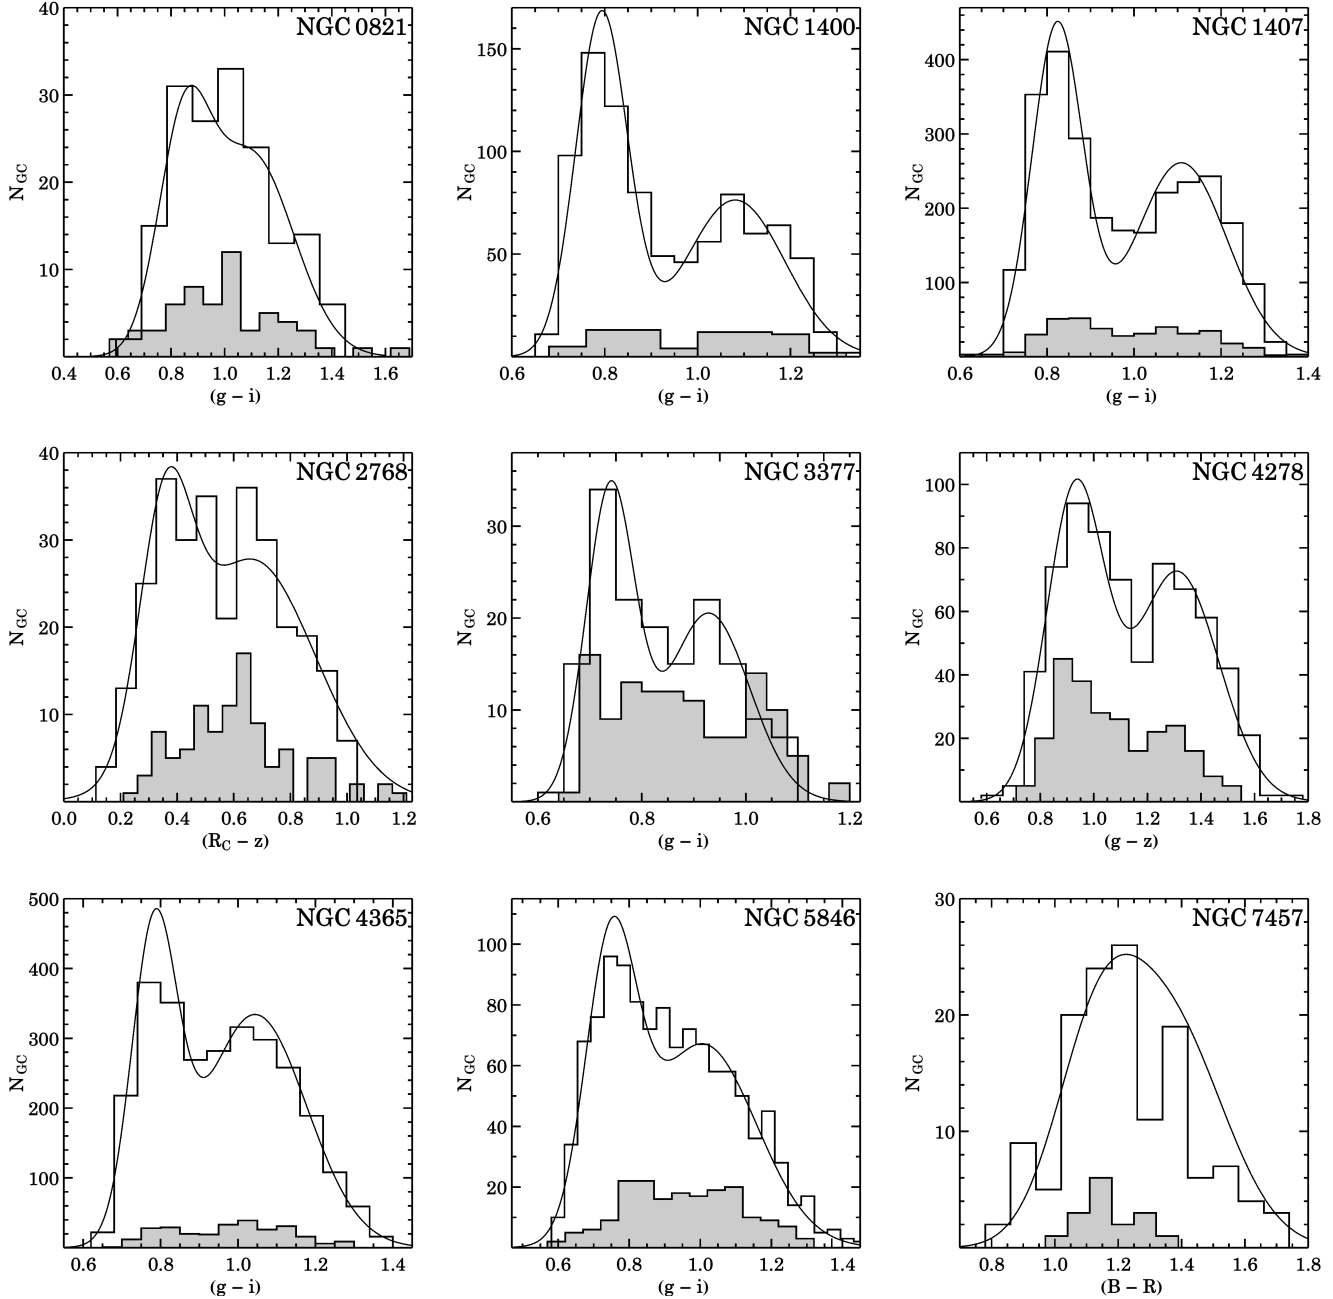 NGC 0821
40
30
20
10
N_GC
0.4 0.6 0.8 1.0 1.2 1.4 1.6
(g – i)
NGC 1400
150
100
50
N_GC
0.6 0.8 1.0 1.2
(g – i)
NGC 1407
400
300
200
100
N_GC
0.6 0.8 1.0 1.2 1.4
(g – i)
NGC 2768
40
30
20
10
N_GC
0.0 0.2 0.4 0.6 0.8 1.0 1.2
(R_C – z)
NGC 3377
30
20
10
N_GC
0.6 0.8 1.0 1.2
(g – i)
NGC 4278
100
80
60
40
20
N_GC
0.6 0.8 1.0 1.2 1.4 1.6 1.8
(g – z)
NGC 4365
500
400
300
200
100
N_GC
0.6 0.8 1.0 1.2 1.4
(g – i)
NGC 5846
100
80
60
40
20
N_GC
0.6 0.8 1.0 1.2 1.4
(g – i)
NGC 7457
30
20
10
N_GC
0.8 1.0 1.2 1.4 1.6 1.8
(B – R)